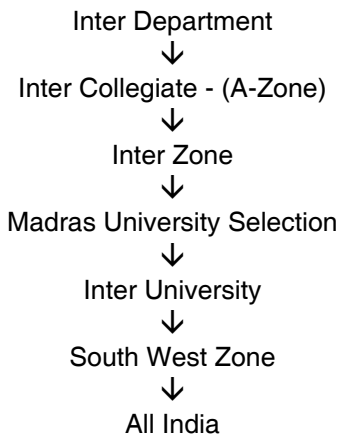 Inter Department
↓
Inter Collegiate - (A-Zone)
↓
Inter Zone
↓
Madras University Selection
↓
Inter University
↓
South West Zone
↓
All India